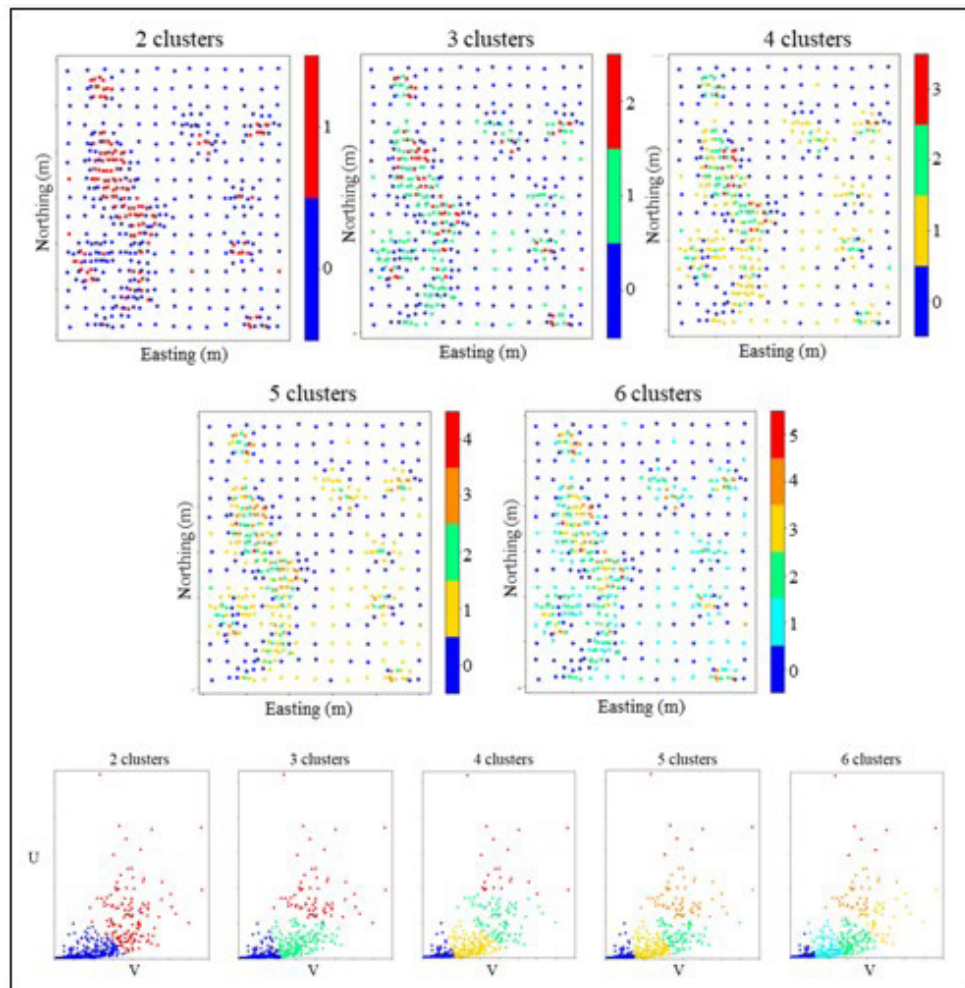 2 clusters
3 clusters
4 clusters
Northing (m)
1
0
Northing (m)
2
1
0
Northing (m)
3
2
1
0
Easting (m)
Easting (m)
Easting (m)
5 clusters
6 clusters
Northing (m)
4
3
2
1
0
Northing (m)
5
4
3
2
1
0
Easting (m)
Easting (m)
2 clusters
3 clusters
4 clusters
5 clusters
6 clusters
U
V
V
V
V
V